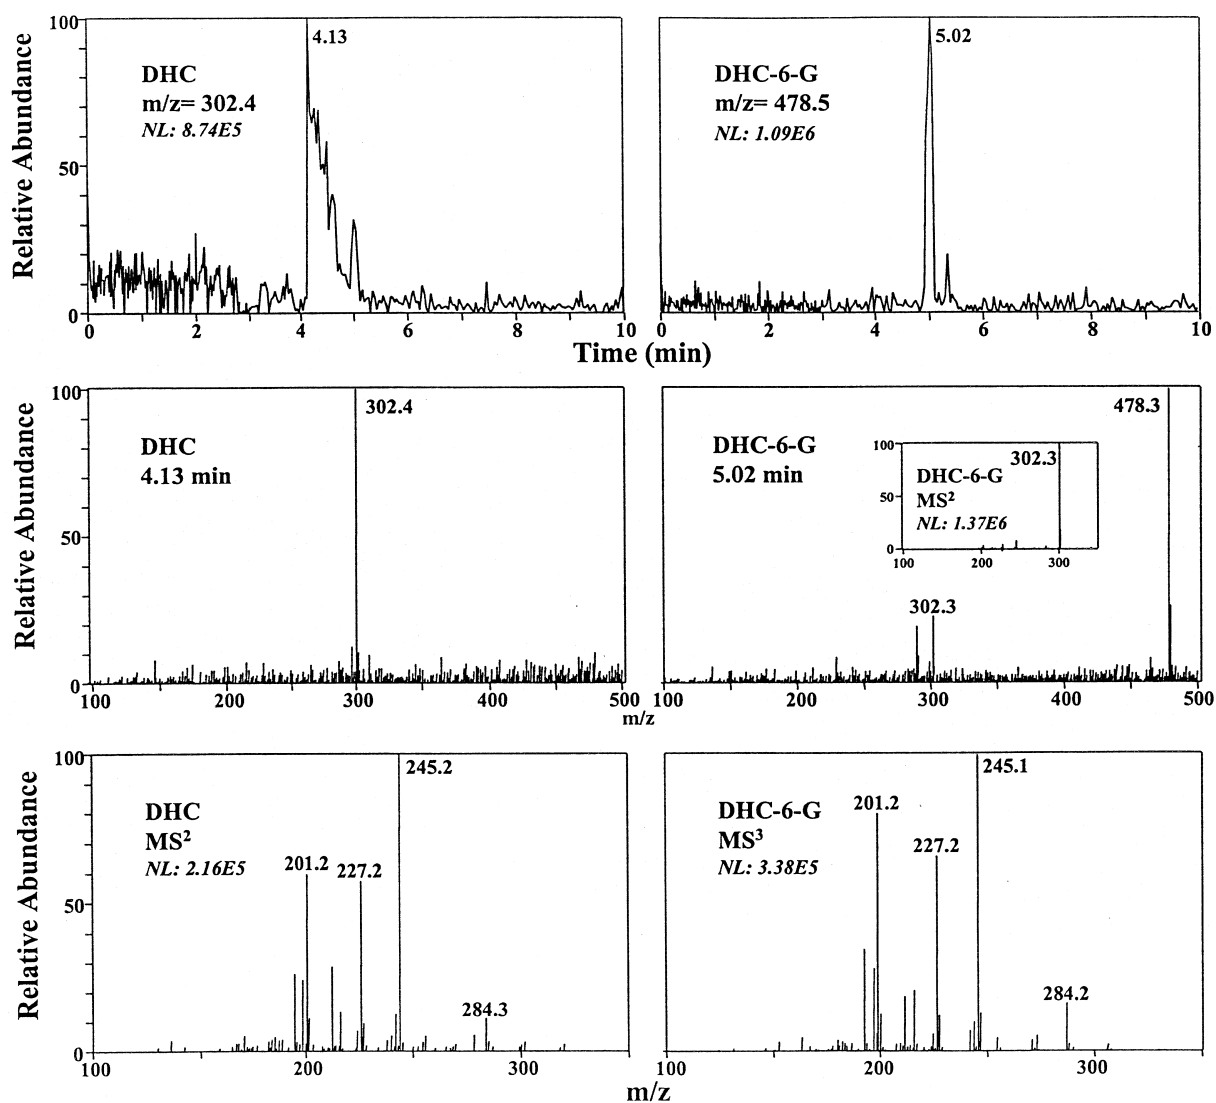 Relative Abundance
100
50
0
DHC
m/z= 302.4
NL: 8.74E5
4.13
0 2 4 6 8 10
DHC-6-G
m/z= 478.5
NL: 1.09E6
5.02
0 2 4 6 8 10
Time (min)
Relative Abundance
100
50
0
DHC
4.13 min
302.4
100 200 300 400 500
DHC-6-G
5.02 min
478.3
302.3
100
50
0
DHC-6-G
MS2
NL: 1.37E6
302.3
100 200 300
100 200 300 400 500
m/z
Relative Abundance
100
50
0
DHC
MS2
NL: 2.16E5
201.2
227.2
245.2
284.3
100 200 300
DHC-6-G
MS3
NL: 3.38E5
201.2
227.2
245.1
284.2
100 200 300
m/z